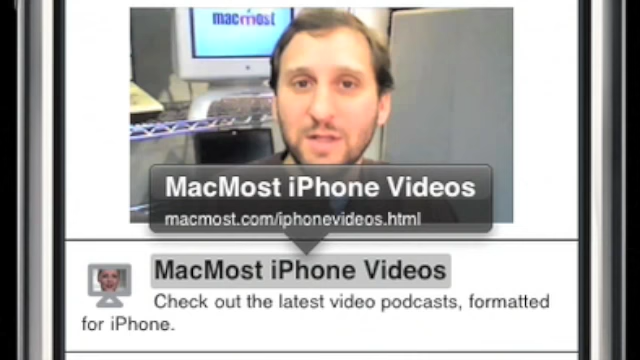 macmost
MacMost iPhone Videos
macmost.com/iphonevideos.html
MacMost iPhone Videos
Check out the latest video podcasts, formatted
for iPhone.